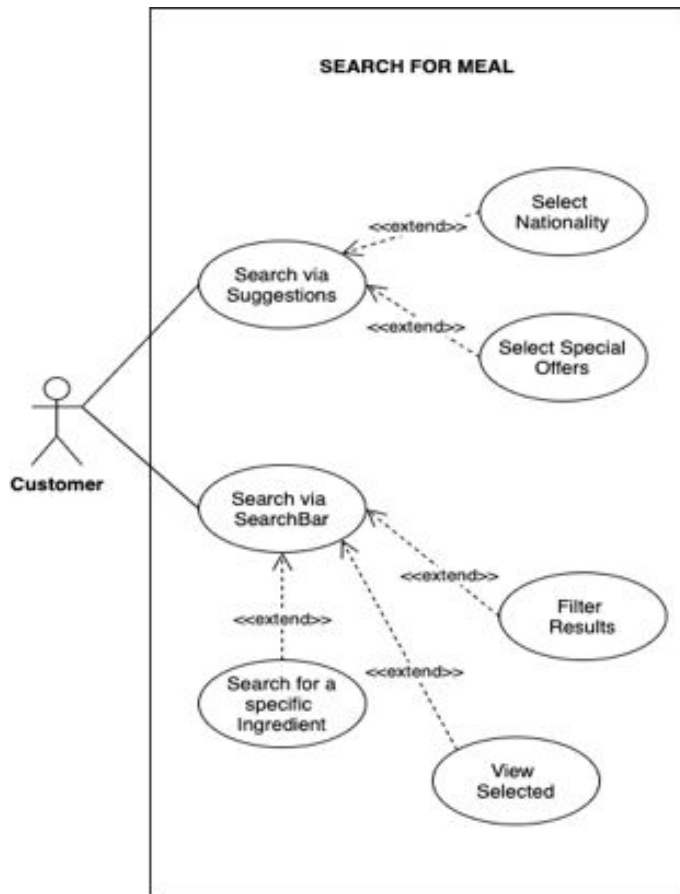 SEARCH FOR MEAL
Select
Nationality
<<extend>>
Search via
Suggestions
<<extend>>
Select Special
Offers
Customer
Search via
SearchBar
<<extend>>
Filter
Results
<<extend>>
<<extend>>
Search for a
specific
Ingredient
View
Selected